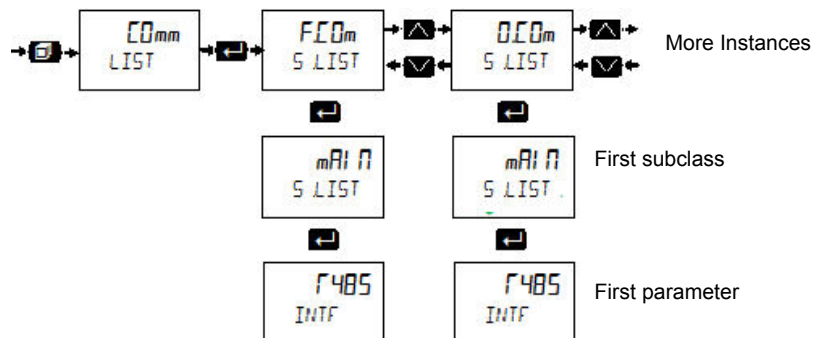 COmm
LIST
F.COm
S.LIST
O.COm
S.LIST
More Instances
mAIN
S.LIST
mAIN
S.LIST
First subclass
r485
INTF
r485
INTF
First parameter